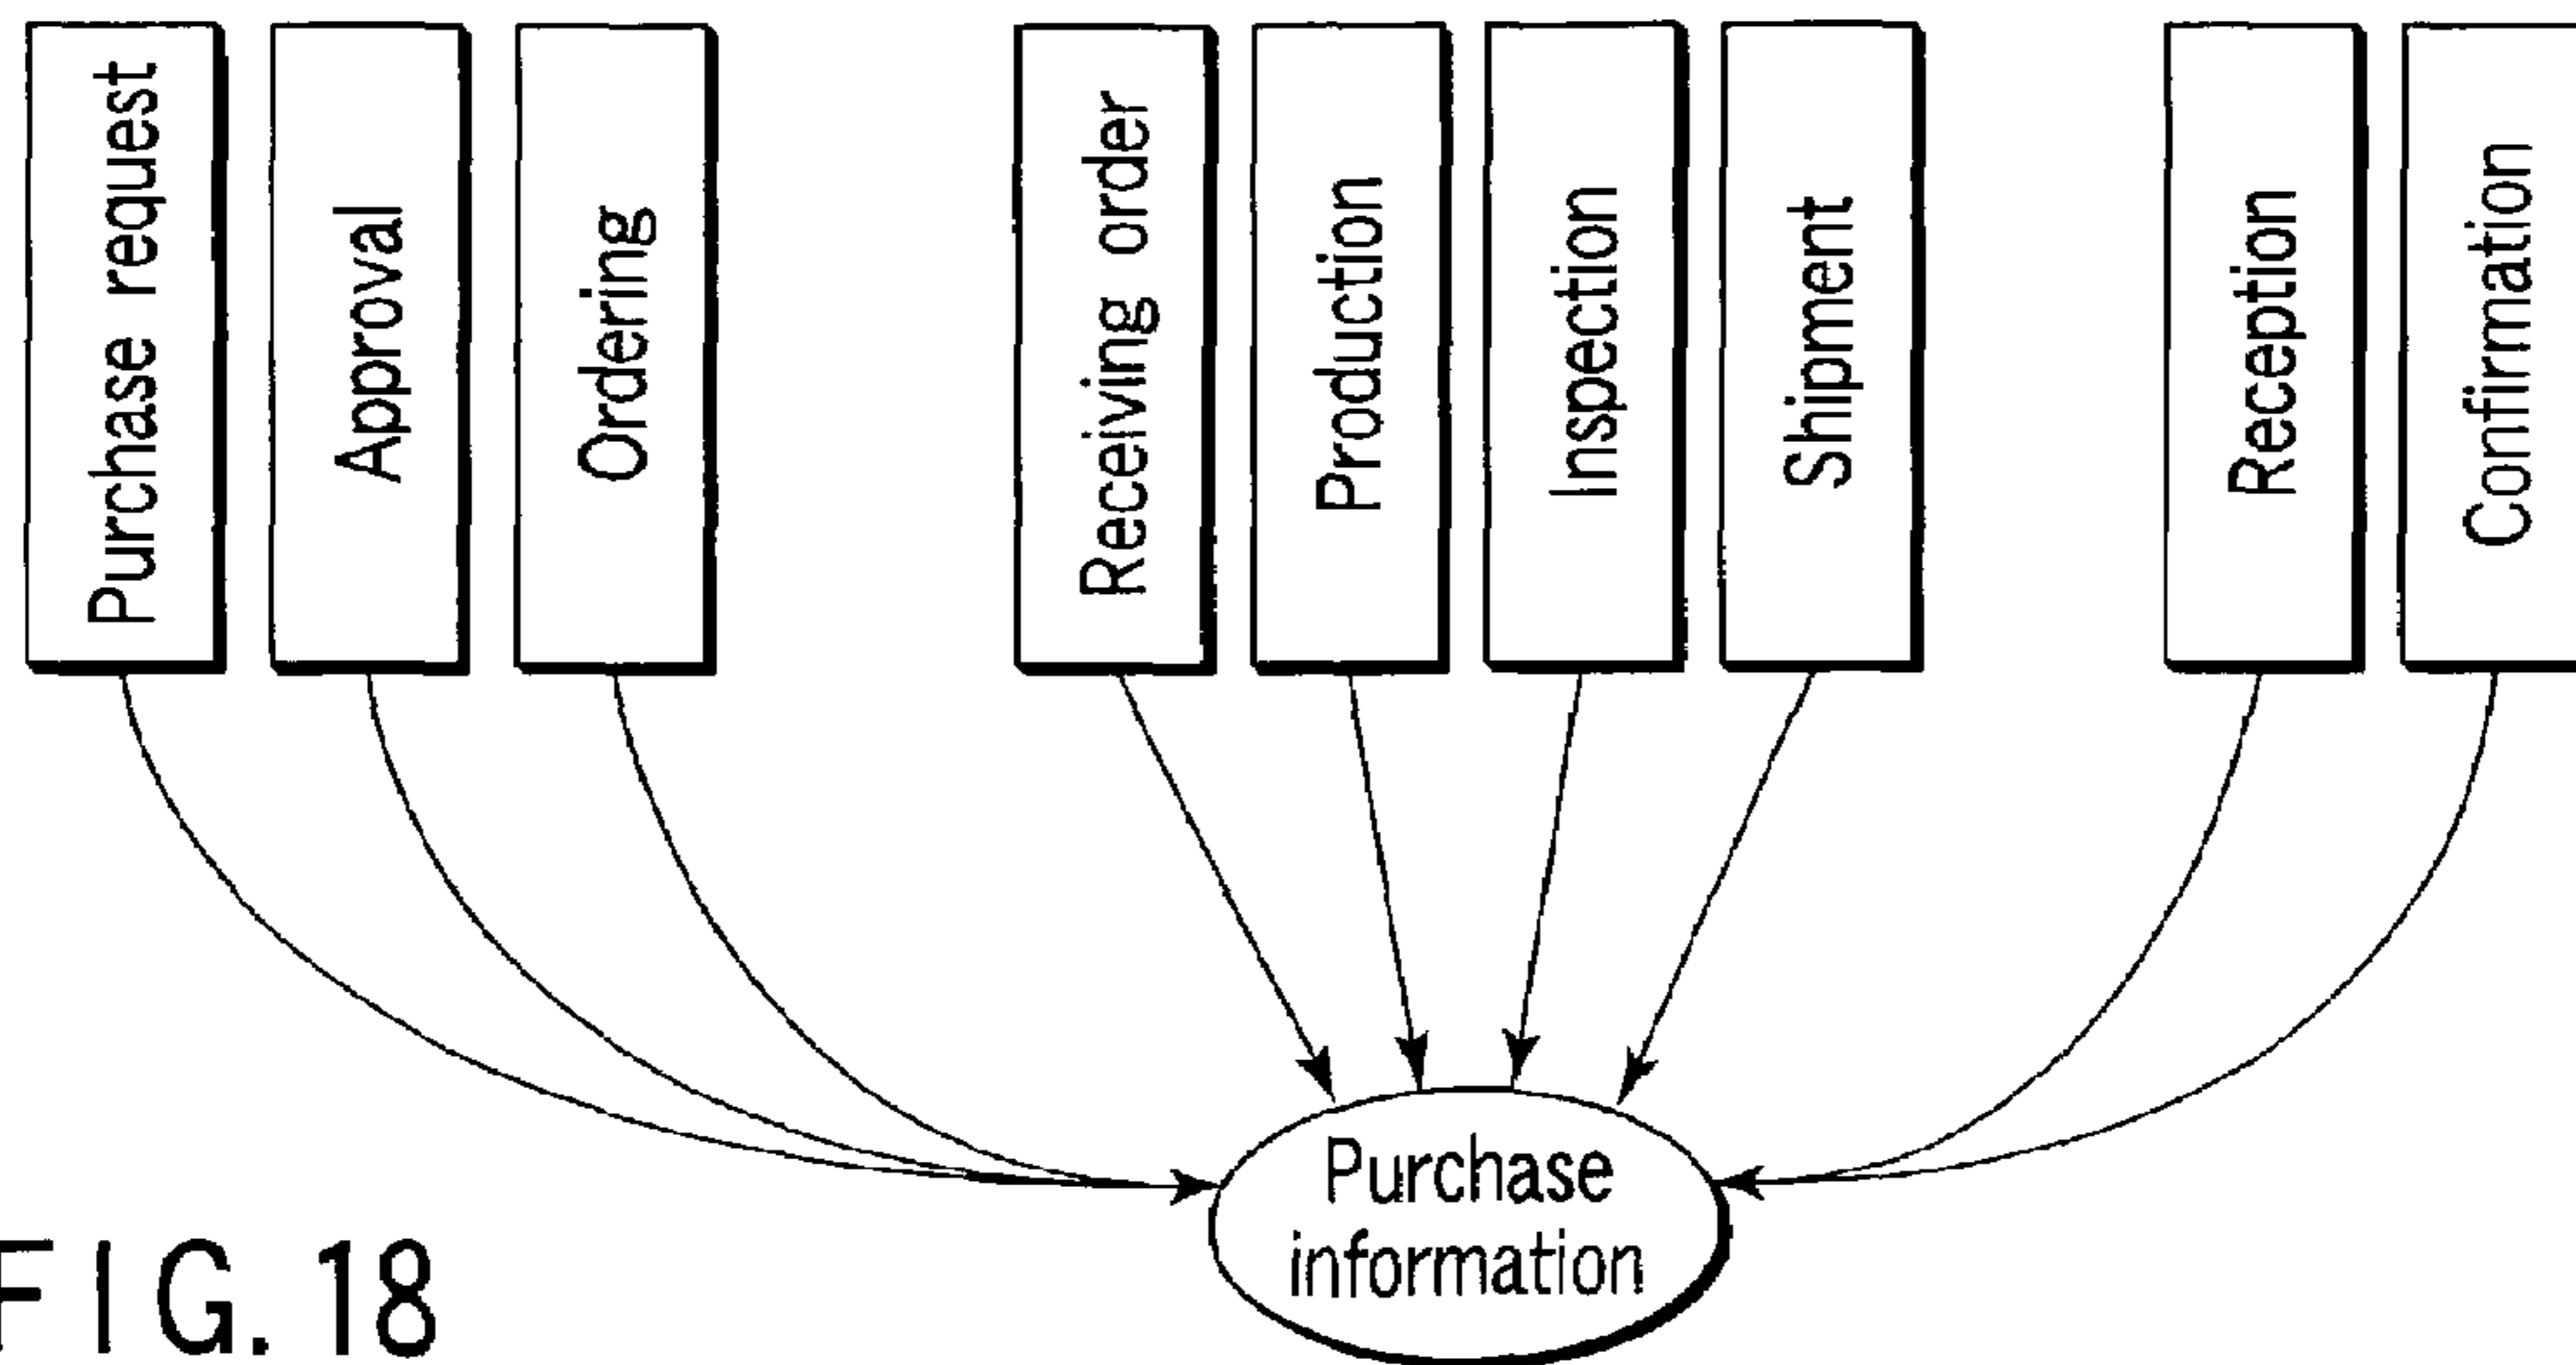 Purchase request
Approval
Ordering
Receiving order
Production
Inspection
Shipment
Reception
Confirmation
Purchase
information
FIG. 18